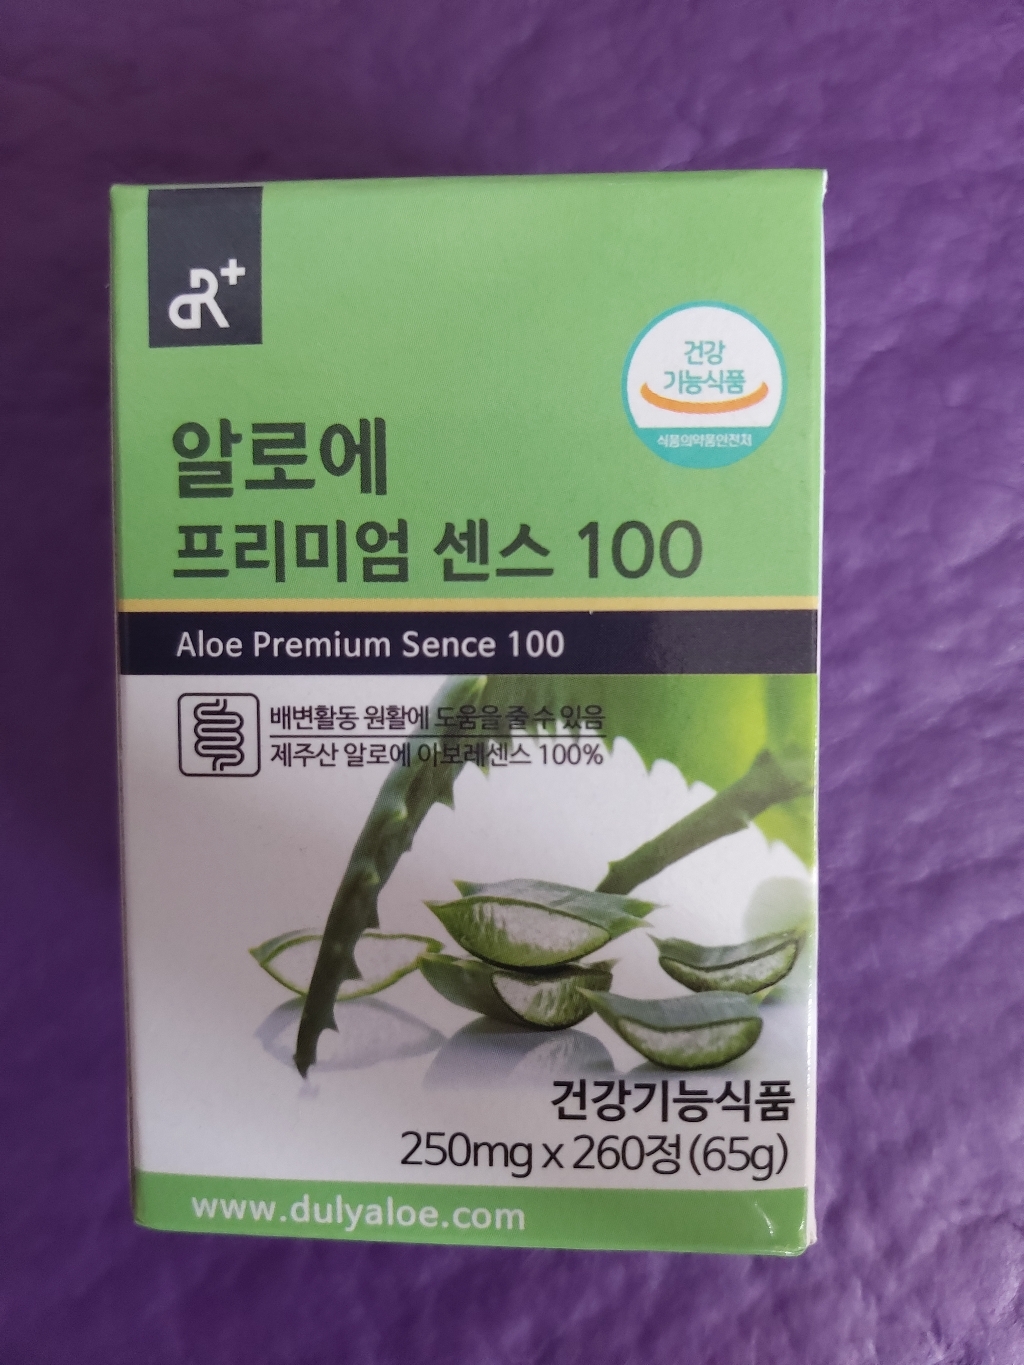 R+
건강
기능식품
식품의약품안전처
알로에
프리미엄 센스 100
Aloe Premium Sence 100
배변활동 원활에 도움을 줄 수 있음
제주산 알로에 아보레센스 100%
건강기능식품
250mg x 260정(65g)
www.dulyaloe.com